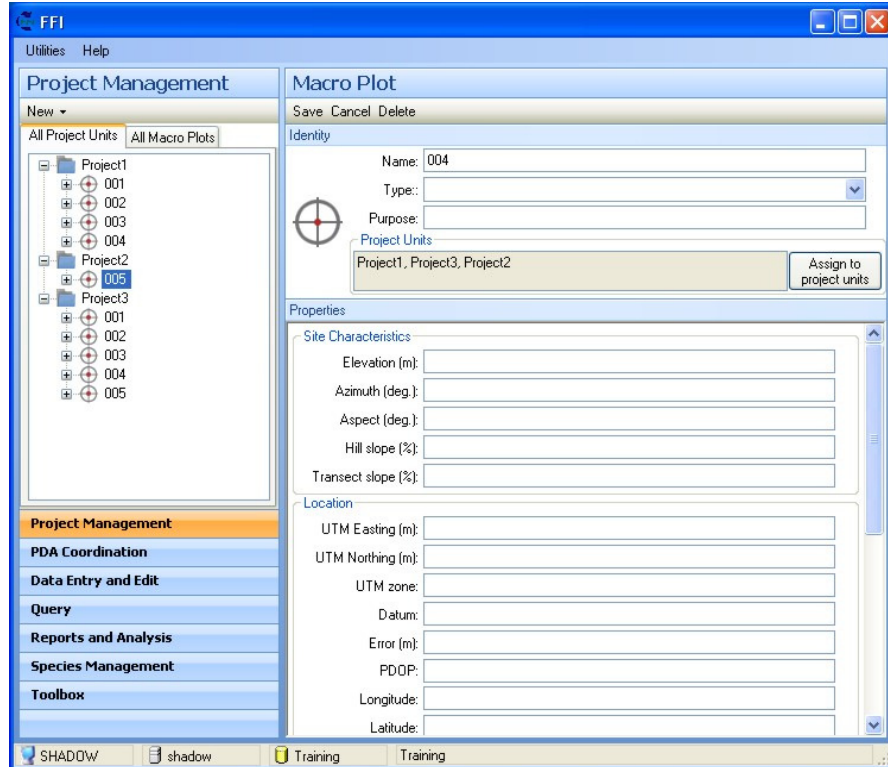 FFI
Utilities Help
Project Management
New
All Project Units All Macro Plots
Project1
001
002
003
004
Project2
005
Project3
001
002
003
004
005
Project Management
PDA Coordination
Data Entry and Edit
Query
Reports and Analysis
Species Management
Toolbox
Macro Plot
Save Cancel Delete
Identity
Name: 004
Type::
Purpose:
Project Units
Project1, Project3, Project2
Assign to
project units
Properties
Site Characteristics
Elevation (m):
Azimuth (deg.):
Aspect (deg.):
Hill slope (%):
Transect slope (%):
Location
UTM Easting (m):
UTM Northing (m):
UTM zone:
Datum:
Error (m):
PDOP:
Longitude:
Latitude:
SHADOW shadow Training Training